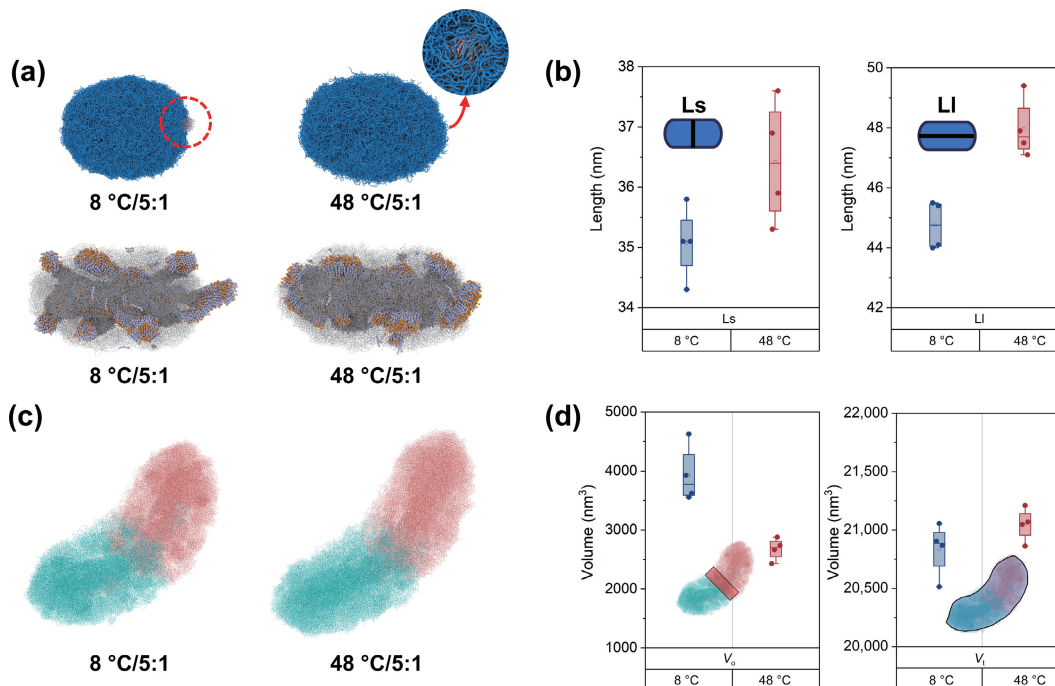 (a)
8 °C/5:1
48 °C/5:1
8 °C/5:1
48 °C/5:1
(b)
Length (nm)
38
37
36
35
34
Ls
Ls
8 °C
48 °C
Length (nm)
50
48
46
44
42
Ll
Ll
8 °C
48 °C
(c)
8 °C/5:1
48 °C/5:1
(d)
Volume (nm³)
5000
4000
3000
2000
1000
Vₒ
8 °C
48 °C
Volume (nm³)
22,000
21,500
21,000
20,500
20,000
Vₜ
8 °C
48 °C